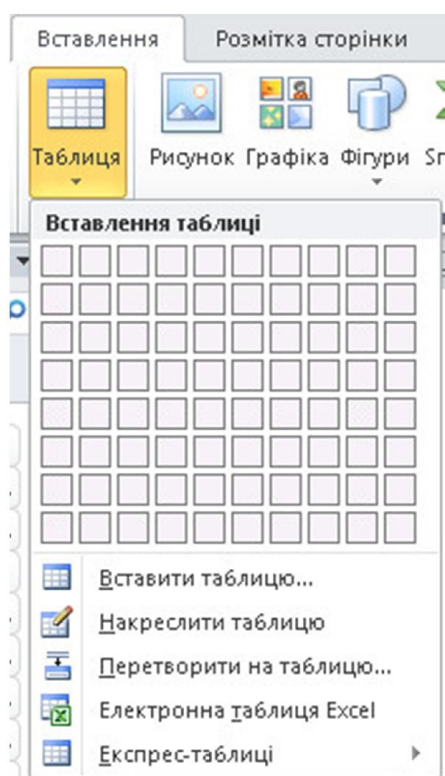 Вставлення Розмітка сторінки
Таблиця Рисунок Графіка Фігури
Вставлення таблиці
Вставити таблицю...
Накреслити таблицю
Перетворити на таблицю...
Електронна таблиця Excel
Експрес-таблиці